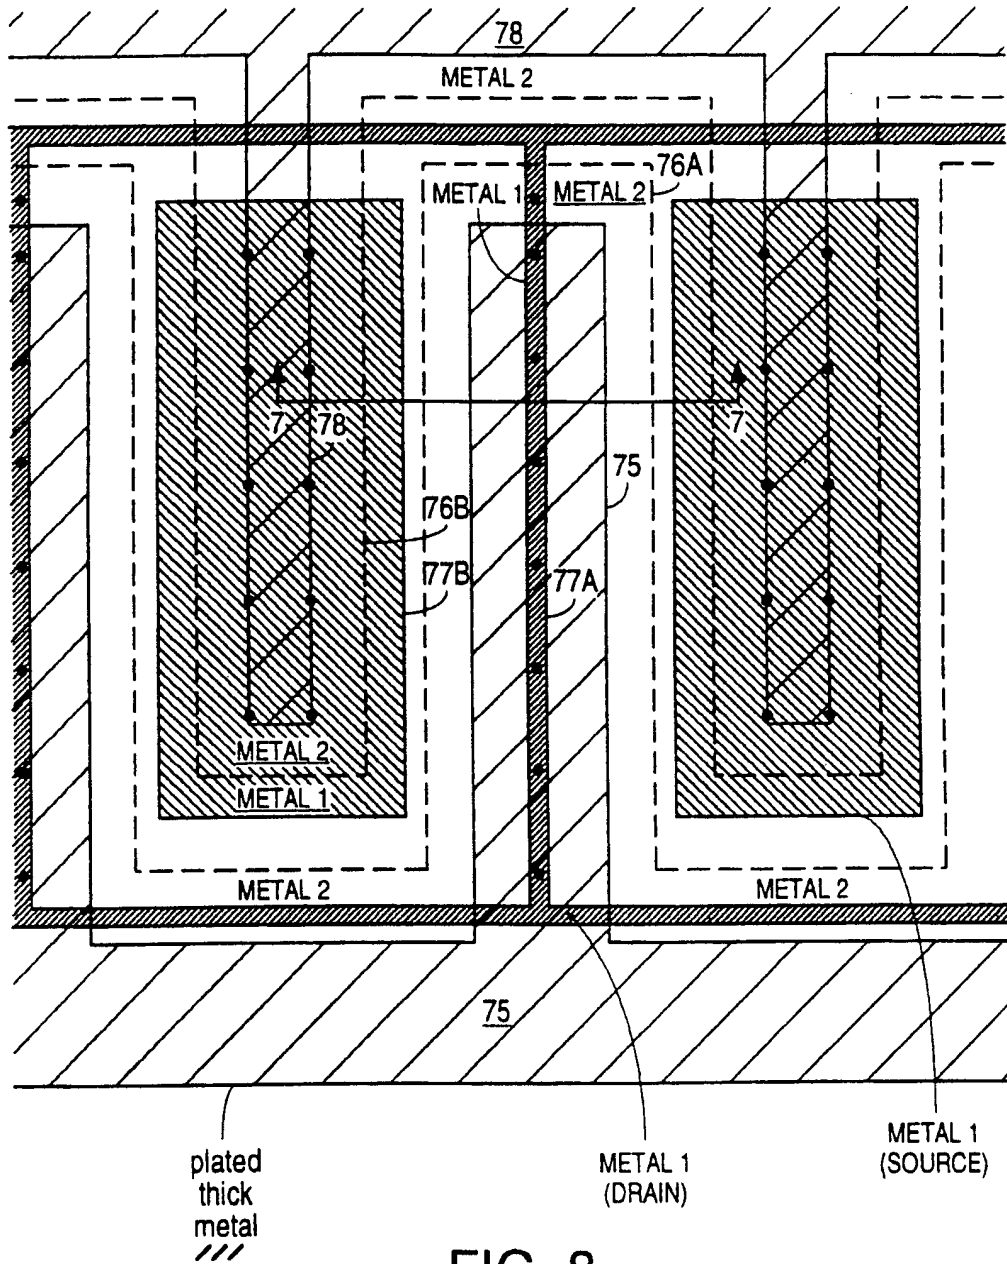 78
METAL 2
METAL 1
METAL 2
76A
7
78
7
75
76B
77B
77A
METAL 2
METAL 1
METAL 2
METAL 2
75
plated
thick
metal
METAL 1
(DRAIN)
METAL 1
(SOURCE)
FIG. 8